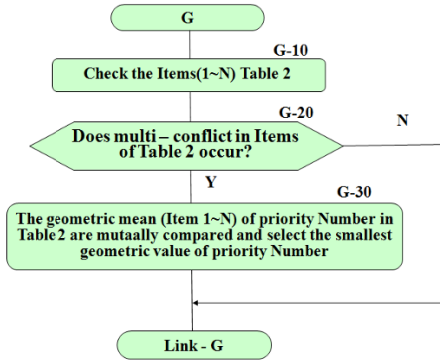 G
G-10
Check the Items(1~N) Table 2
G-20
Does multi – conflict in Items
of Table 2 occur?
N
Y
G-30
The geometric mean (Item 1~N) of priority Number in
Table2 are mutaally compared and select the smallest
geometric value of priority Number
Link - G